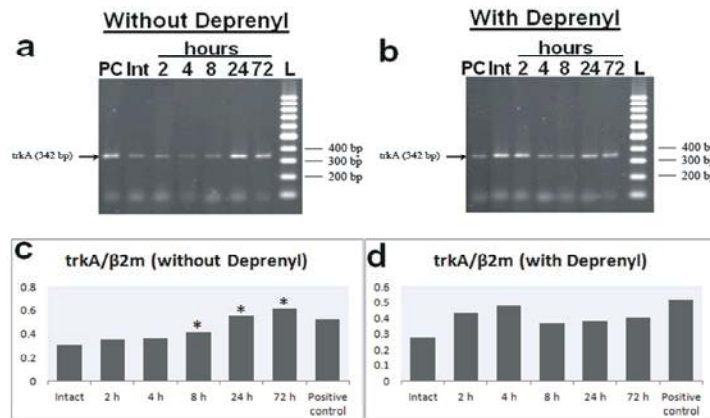 Without Deprenyl
a
hours
PC Int 2 4 8 24 72 L
trkA (342 bp)
400 bp
300 bp
200 bp
With Deprenyl
b
hours
PC Int 2 4 8 24 72 L
trkA (342 bp)
400 bp
300 bp
200 bp
c
trkA/β2m (without Deprenyl)
0.8
0.6
0.4
0.2
0
* * *
Intact 2 h 4 h 8 h 24 h 72 h Positive
control
d
trkA/β2m (with Deprenyl)
0.6
0.5
0.4
0.3
0.2
0.1
0
Intact 2 h 4 h 8 h 24 h 72 h Positive
control